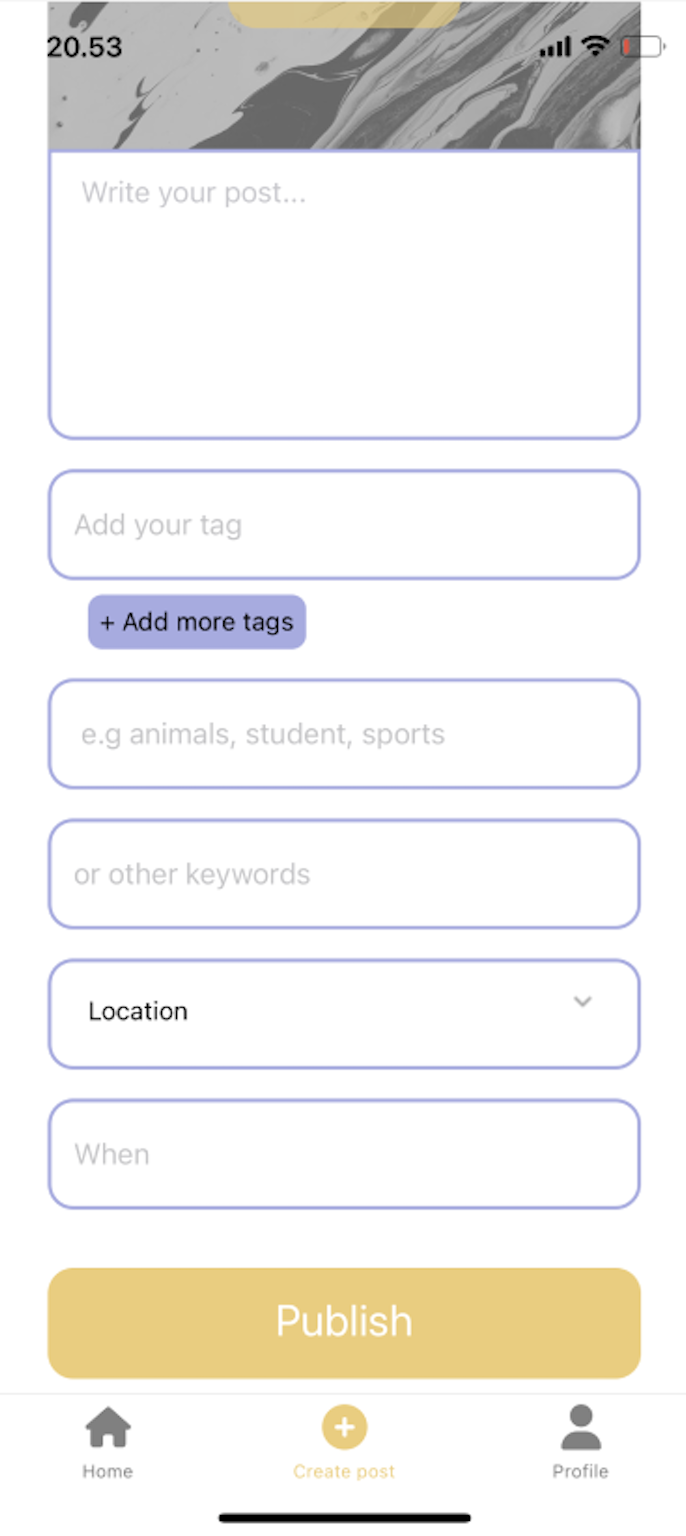 20.53
Write your post...
Add your tag
+ Add more tags
e.g animals, student, sports
or other keywords
Location
When
Publish
Home
Create post
Profile